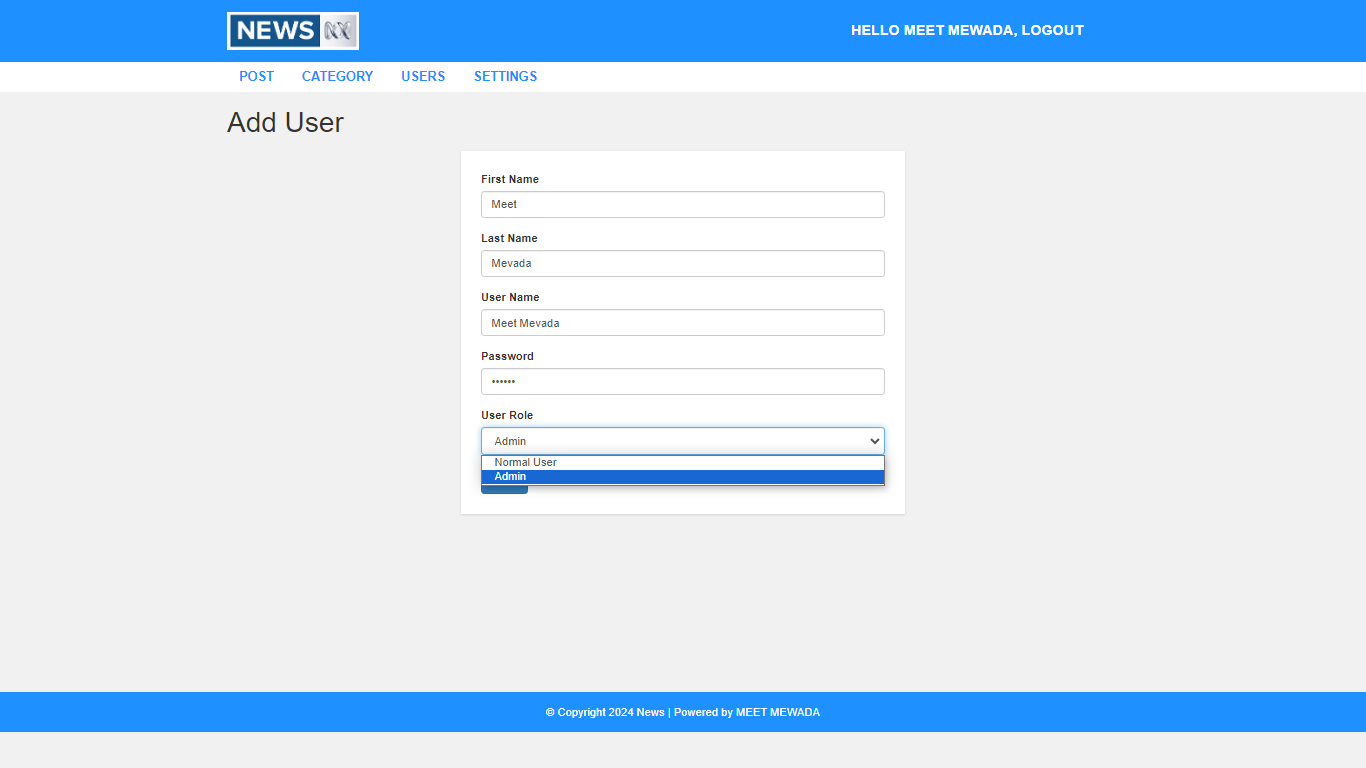 NEWS
HELLO MEET MEWADA, LOGOUT
POST CATEGORY USERS SETTINGS
Add User
First Name
Meet
Last Name
Mevada
User Name
Meet Mevada
Password
••••••
User Role
Admin
Normal User
Admin
© Copyright 2024 News | Powered by MEET MEWADA